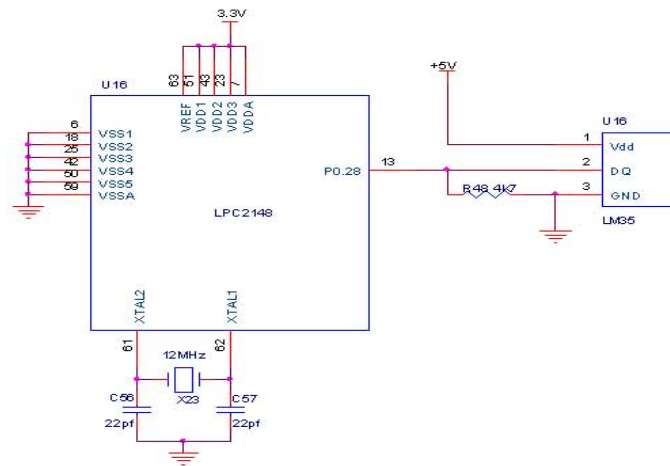 3.3V
+5V
U16
63
51
43
23
7
VREF
VDD1
VDD2
VDD3
VDDA
6
18
25
42
50
59
VSS1
VSS2
VSS3
VSS4
VSS5
VSSA
P0.28
13
LPC2148
U16
1
2
3
Vdd
DQ
GND
LM35
R48 4k7
XTAL2
XTAL1
61
62
12MHz
X23
C56
C57
22pf
22pf